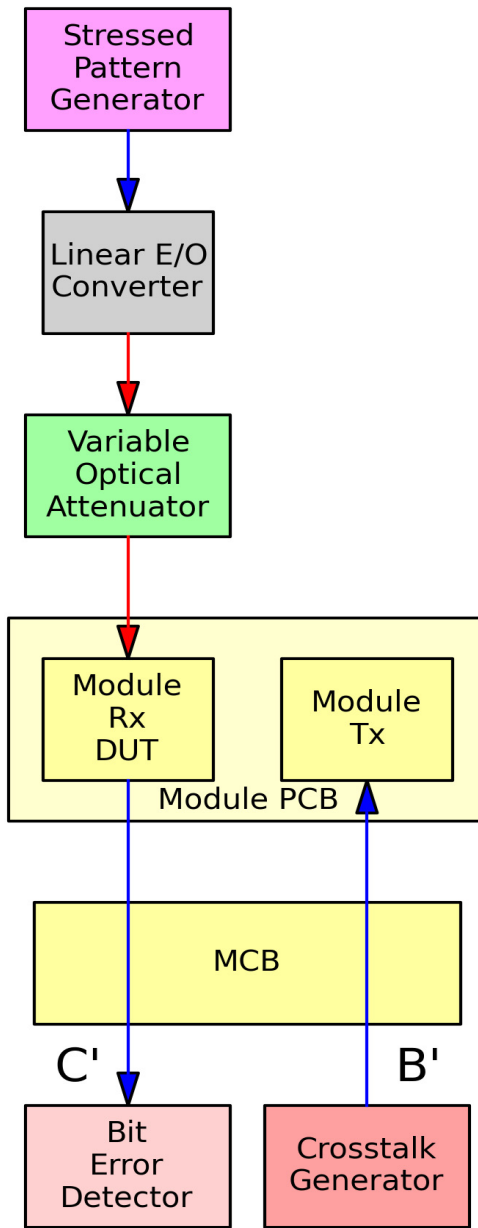 Stressed
Pattern
Generator
Linear E/O
Converter
Variable
Optical
Attenuator
Module
Rx
DUT
Module
Tx
Module PCB
MCB
C'
B'
Bit
Error
Detector
Crosstalk
Generator